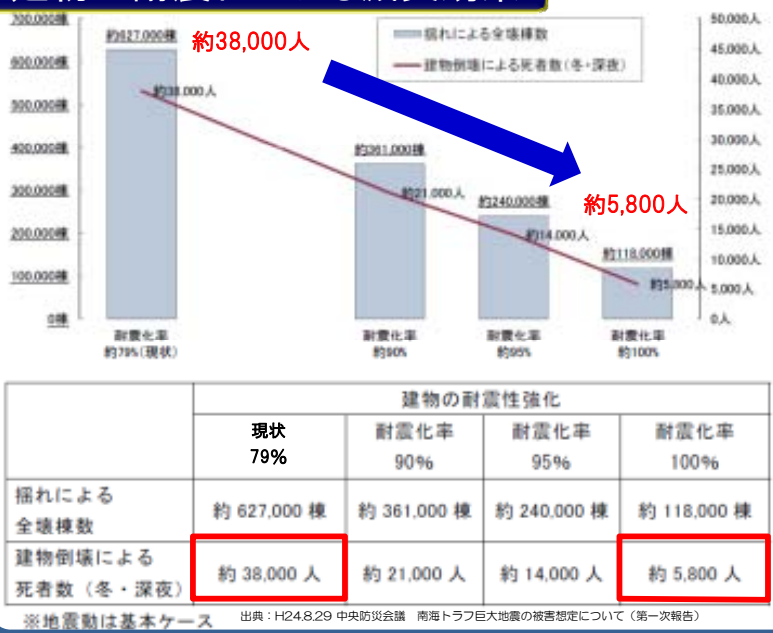 700,000棟
600,000棟
500,000棟
400,000棟
300,000棟
200,000棟
100,000棟
0棟
50,000人
45,000人
40,000人
35,000人
30,000人
25,000人
20,000人
15,000人
10,000人
5,000人
0人
揺れによる全壊棟数
建物倒壊による死者数(冬・深夜)
約627,000棟
約38,000人
約38,000人
約361,000棟
約21,000人
約240,000棟
約14,000人
約5,800人
約118,000棟
約5,800人
耐震化率
約79%(現状)
耐震化率
約90%
耐震化率
約95%
耐震化率
約100%
建物の耐震性強化
現状
79%
耐震化率
90%
耐震化率
95%
耐震化率
100%
揺れによる
全壊棟数
約 627,000 棟
約 361,000 棟
約 240,000 棟
約 118,000 棟
建物倒壊による
死者数(冬・深夜)
約 38,000 人
約 21,000 人
約 14,000 人
約 5,800 人
※地震動は基本ケース
出典:H24.8.29 中央防災会議 南海トラフ巨大地震の被害想定について(第一次報告)